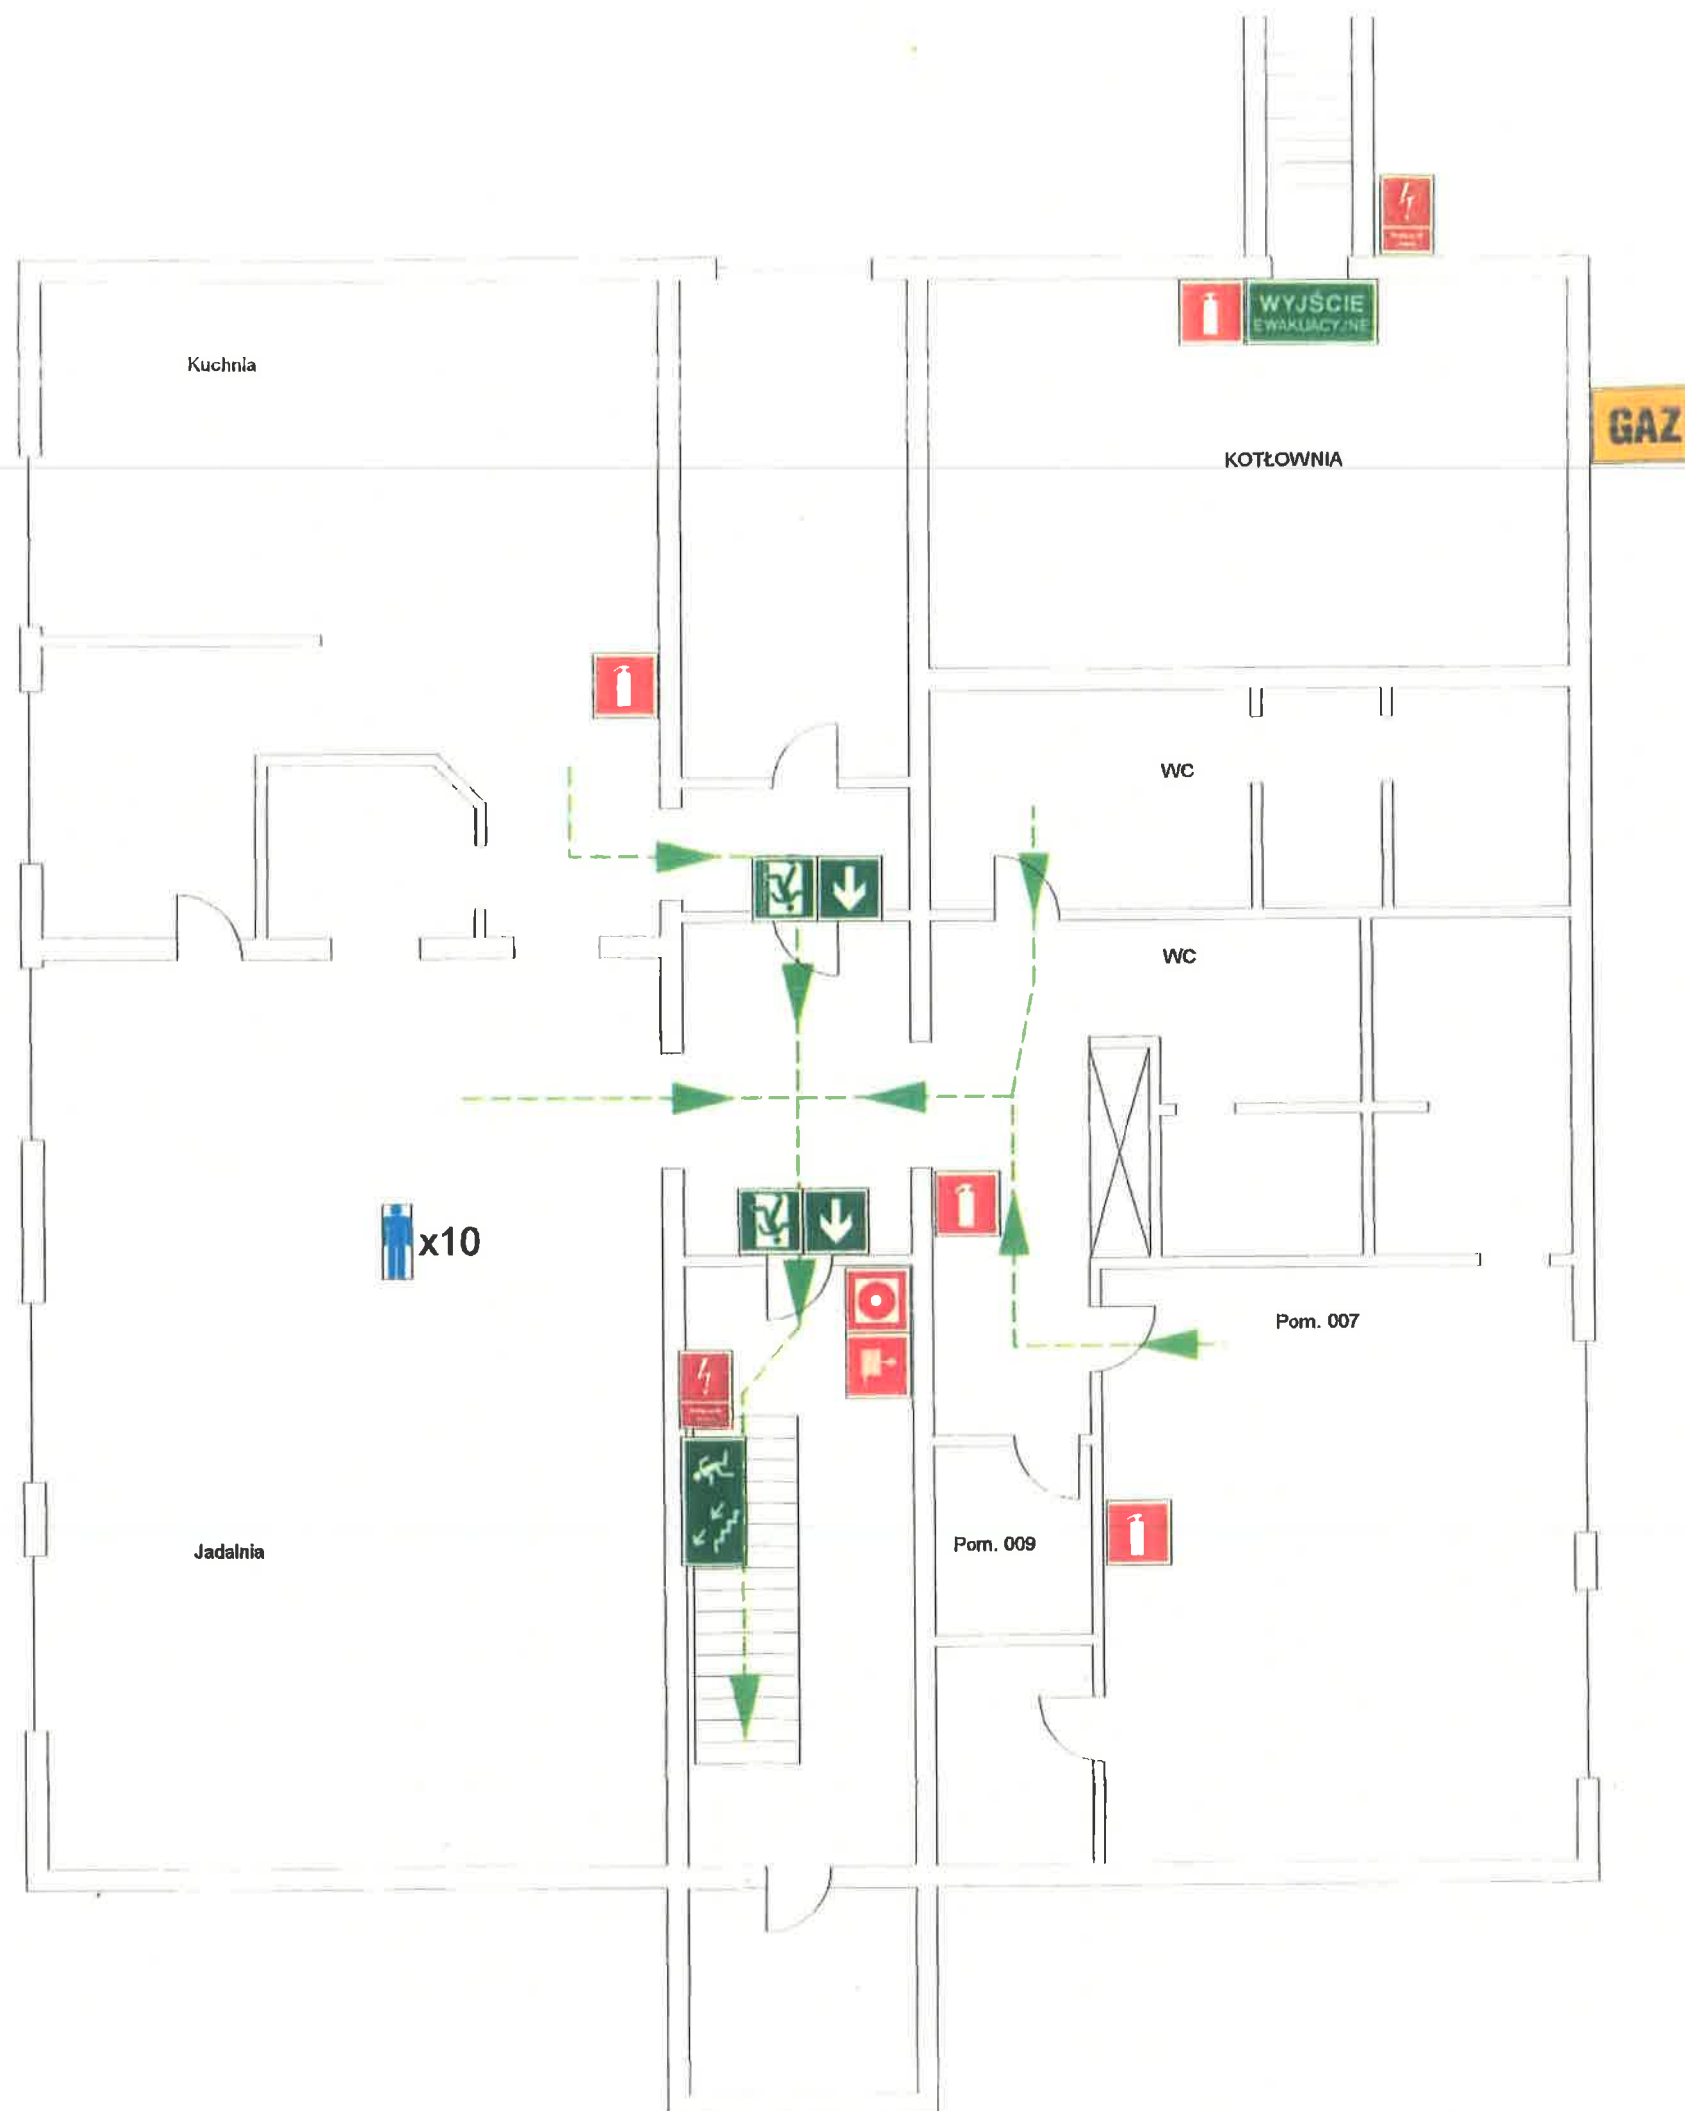 WYJŚCIE
EWAKUACYJNE
Kuchnia
GAZ
KOTŁOWNIA
WC
WC
x10
Pom. 007
Pom. 009
Jadalnia